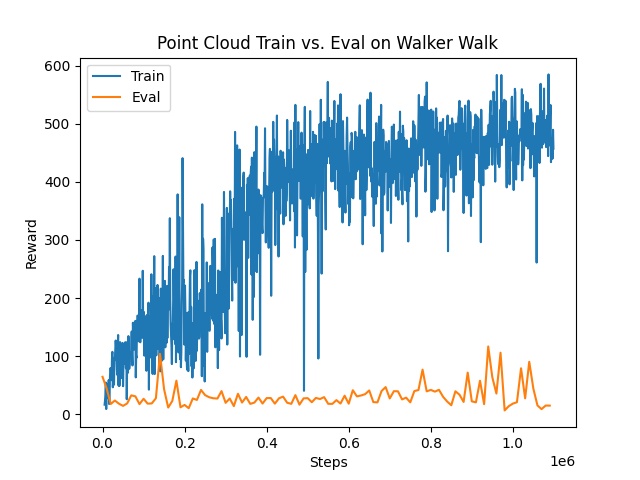 Point Cloud Train vs. Eval on Walker Walk
Train
Eval
600
500
400
300
200
100
0
Reward
0.0 0.2 0.4 0.6 0.8 1.0
1e6
Steps